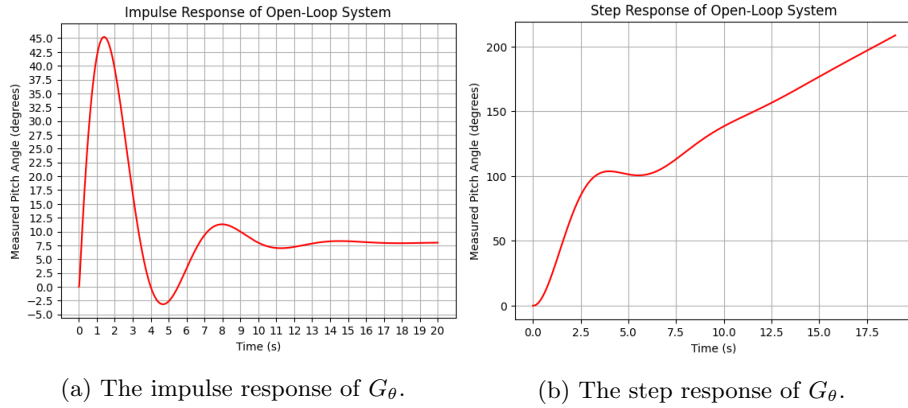 Impulse Response of Open-Loop System
Measured Pitch Angle (degrees)
45.0
42.5
40.0
37.5
35.0
32.5
30.0
27.5
25.0
22.5
20.0
17.5
15.0
12.5
10.0
7.5
5.0
2.5
0.0
−2.5
−5.0
0 1 2 3 4 5 6 7 8 9 10 11 12 13 14 15 16 17 18 19 20
Time (s)
(a) The impulse response of G_θ.
Step Response of Open-Loop System
Measured Pitch Angle (degrees)
200
150
100
50
0
0.0 2.5 5.0 7.5 10.0 12.5 15.0 17.5
Time (s)
(b) The step response of G_θ.